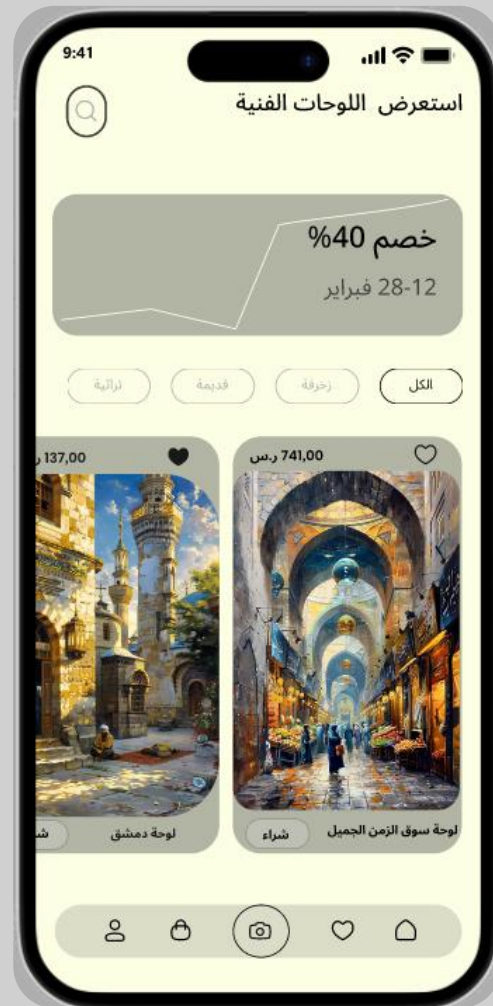 9:41
استعرض اللوحات الفنية
خصم 40%
28-12 فبراير
الكل
زخرفة
قديمة
تراثية
741,00 ر.س
137,00 ر
لوحة سوق الزمن الجميل
شراء
لوحة دمشق